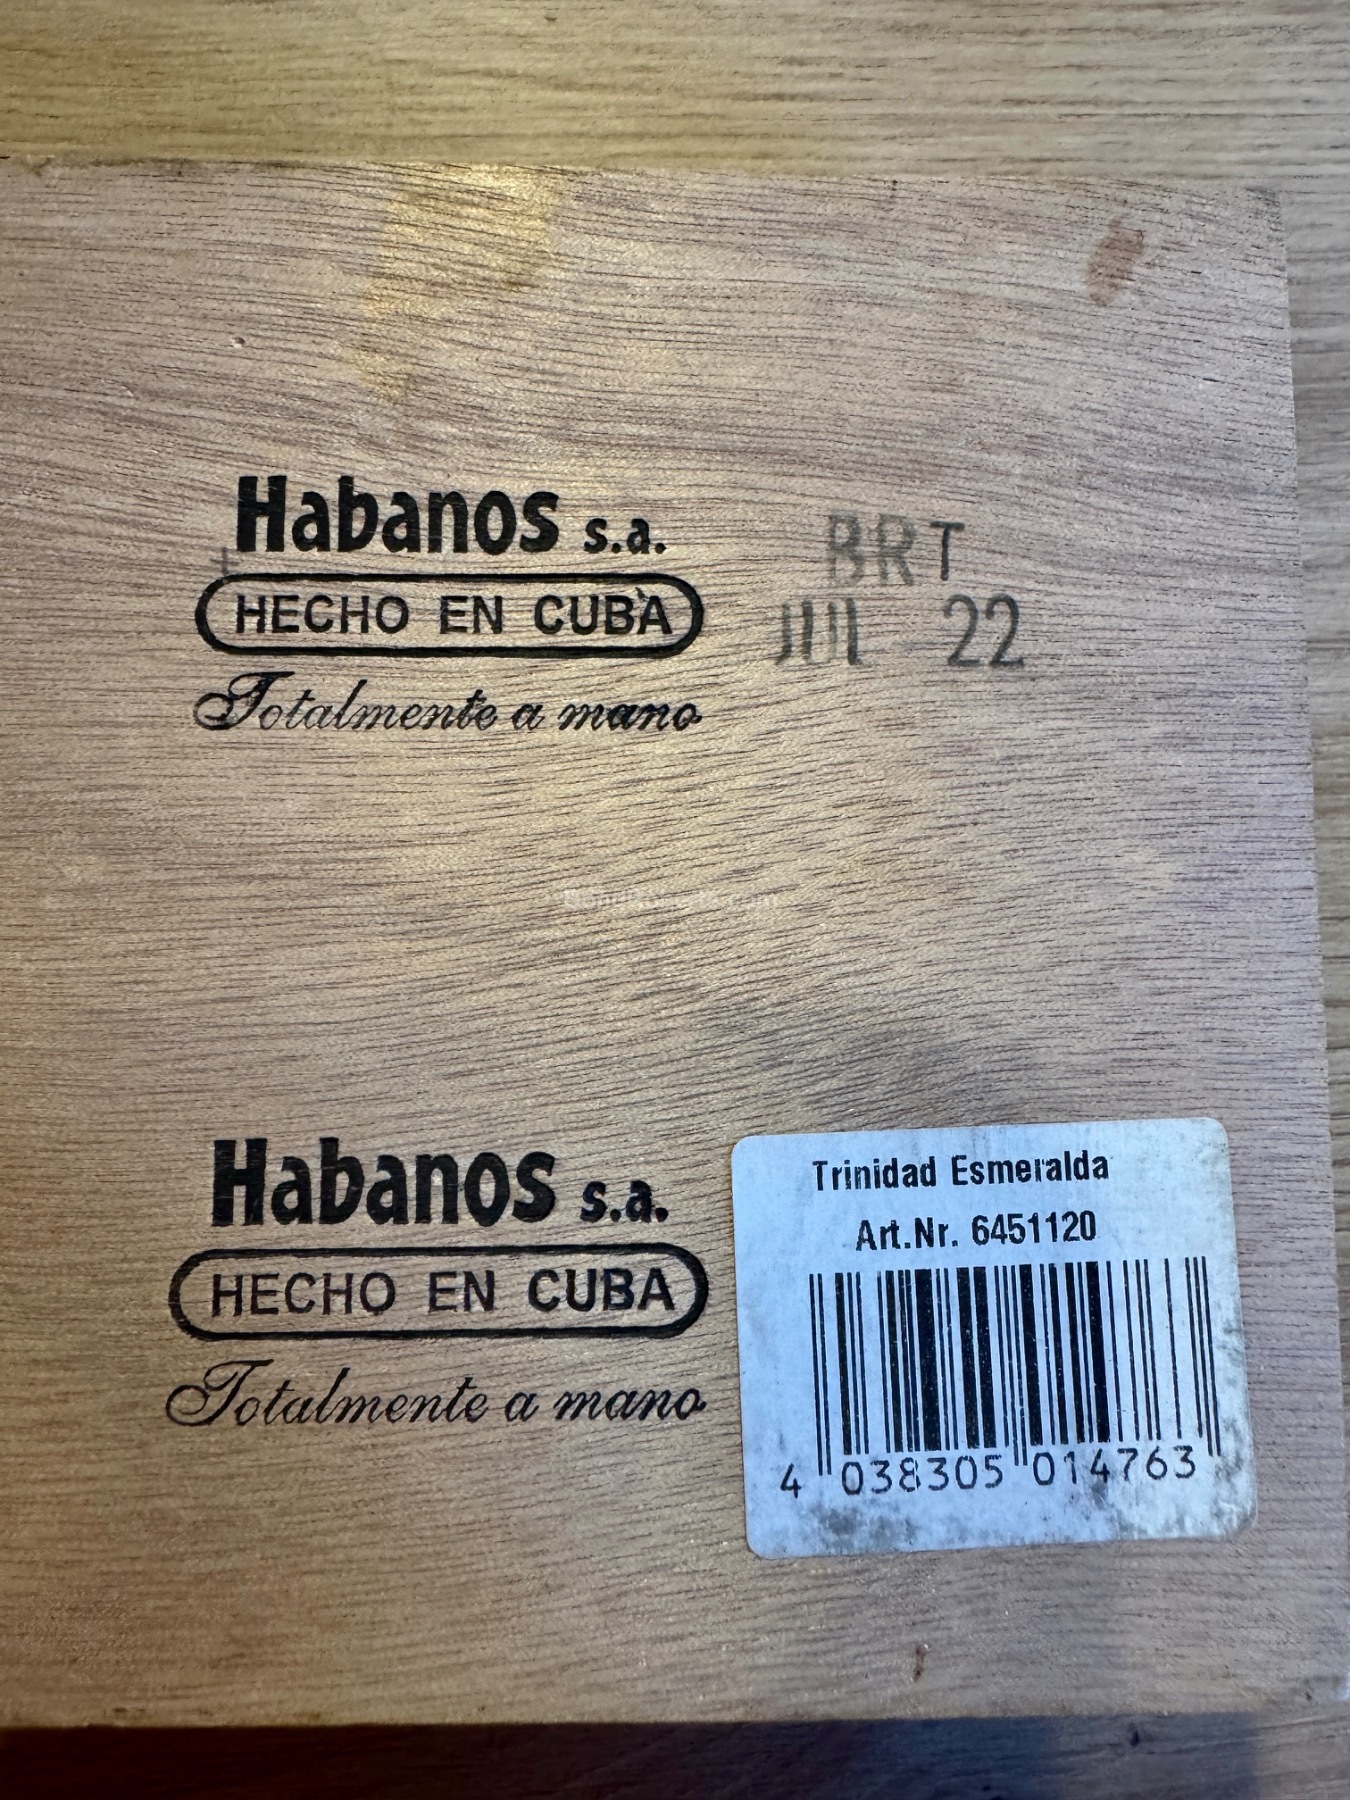 Habanos s.a.
HECHO EN CUBA
Totalmente a mano
BRT
JUL 22
Habanos s.a.
HECHO EN CUBA
Totalmente a mano
Trinidad Esmeralda
Art.Nr. 6451120
4 038305 014763